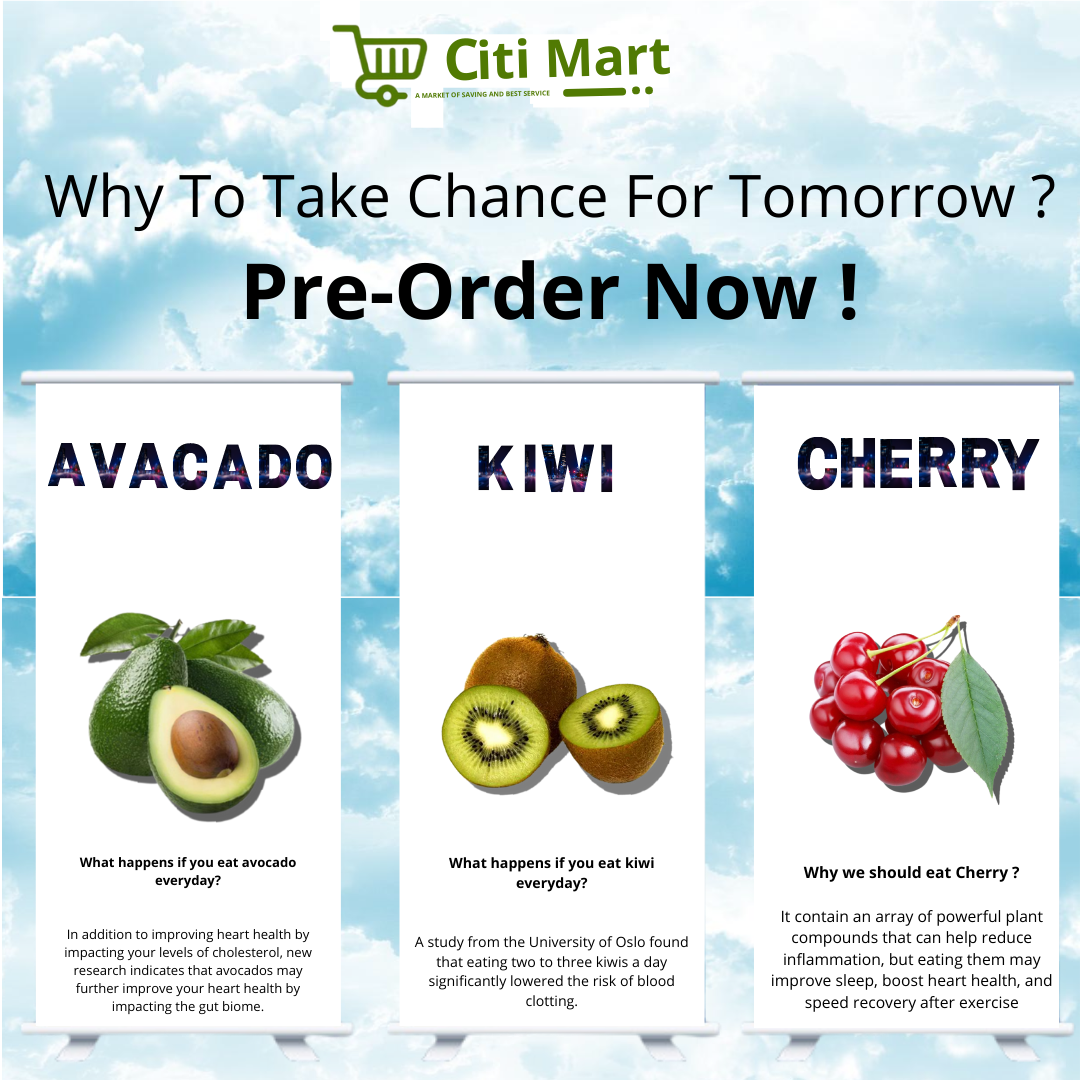 Citi Mart
A MARKET OF SAVING AND BEST SERVICE
Why To Take Chance For Tomorrow ?
Pre-Order Now !
AVACADO
What happens if you eat avocado
everyday?
In addition to improving heart health by
impacting your levels of cholesterol, new
research indicates that avocados may
further improve your heart health by
impacting the gut biome.
KIWI
What happens if you eat kiwi
everyday?
A study from the University of Oslo found
that eating two to three kiwis a day
significantly lowered the risk of blood
clotting.
CHERRY
Why we should eat Cherry ?
It contain an array of powerful plant
compounds that can help reduce
inflammation, but eating them may
improve sleep, boost heart health, and
speed recovery after exercise